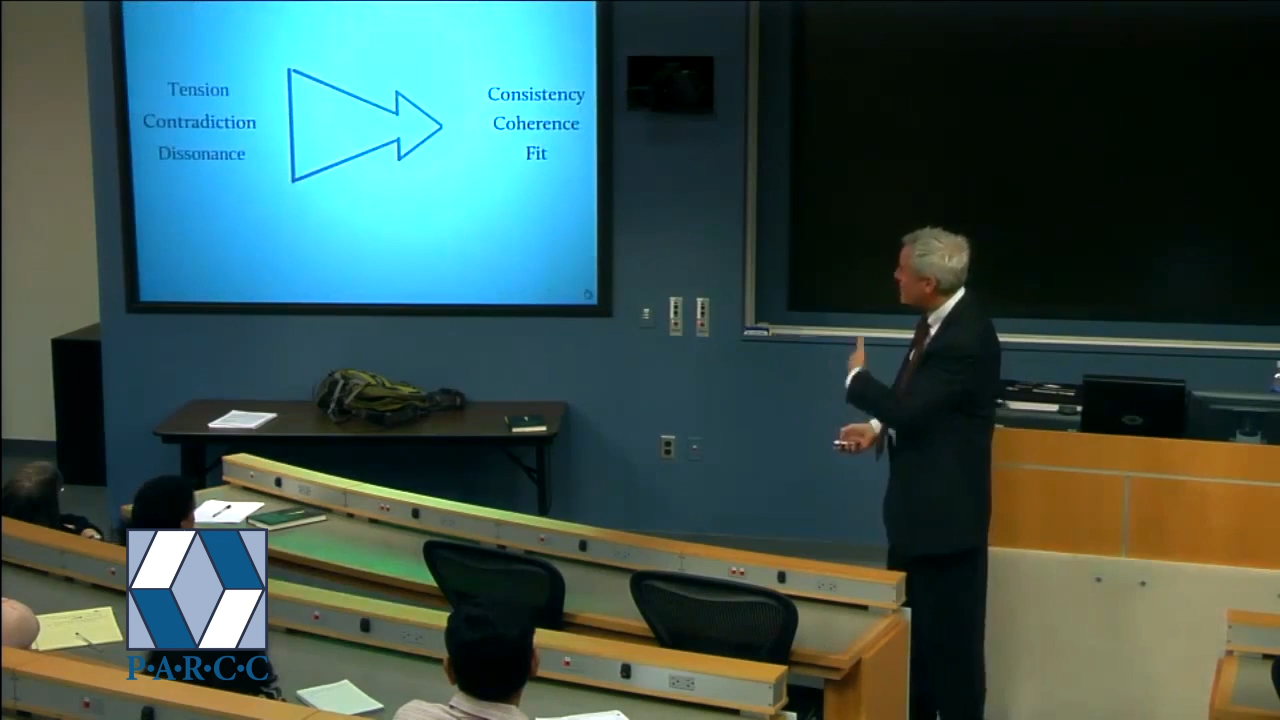 Tension
Contradiction
Dissonance
Consistency
Coherence
Fit
P·A·R·C·C